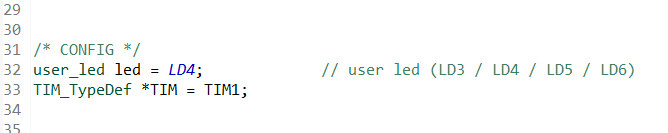 29
30
31 /* CONFIG */
32 user_led led = LD4; // user led (LD3 / LD4 / LD5 / LD6)
33 TIM_TypeDef *TIM = TIM1;
34
35